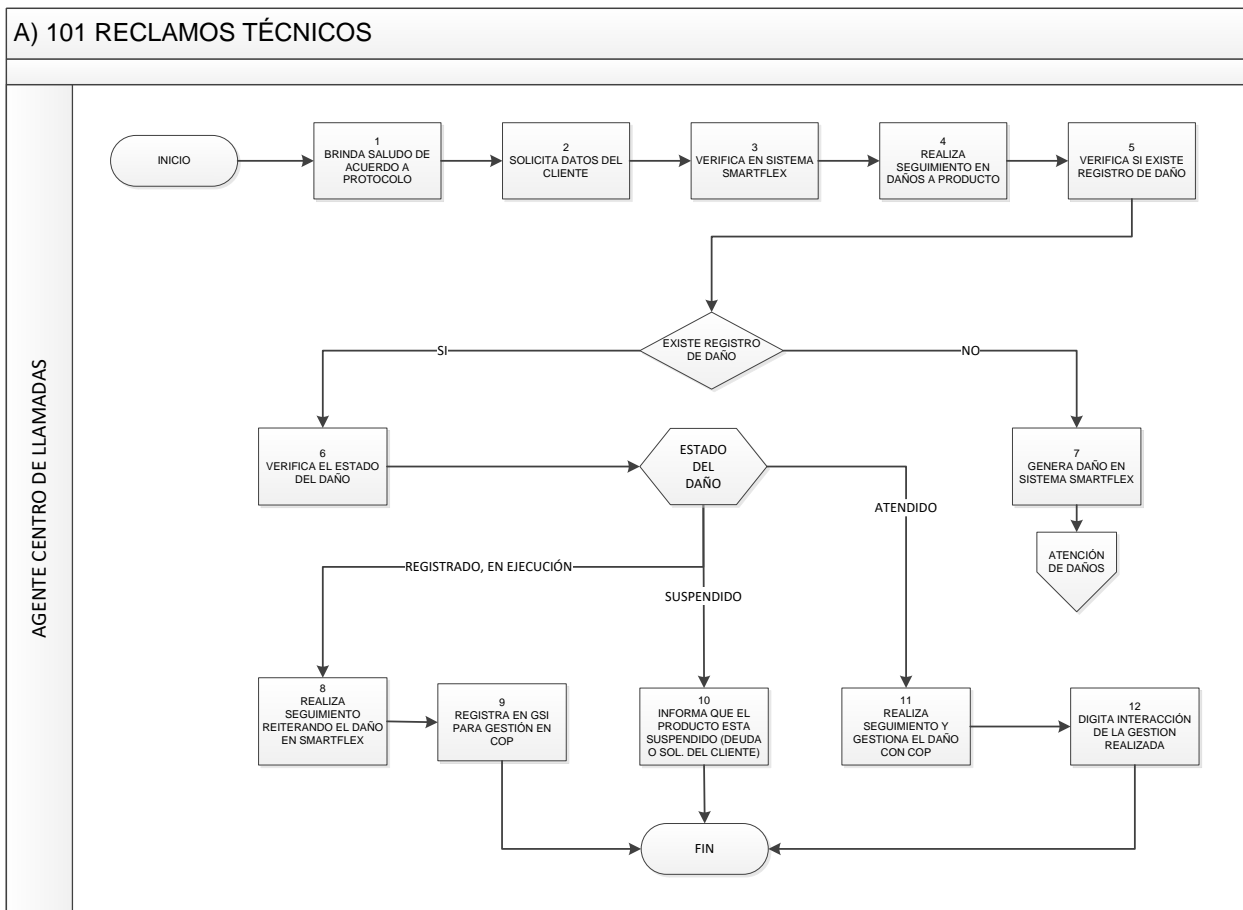 A) 101 RECLAMOS TÉCNICOS
AGENTE CENTRO DE LLAMADAS
INICIO
1
BRINDA SALUDO DE
ACUERDO A
PROTOCOLO
2
SOLICITA DATOS DEL
CLIENTE
3
VERIFICA EN SISTEMA
SMARTFLEX
4
REALIZA
SEGUIMIENTO EN
DAÑOS A PRODUCTO
5
VERIFICA SI EXISTE
REGISTRO DE DAÑO
EXISTE REGISTRO
DE DAÑO
SI
NO
6
VERIFICA EL ESTADO
DEL DAÑO
ESTADO
DEL
DAÑO
7
GENERA DAÑO EN
SISTEMA SMARTFLEX
ATENDIDO
ATENCIÓN
DE DAÑOS
REGISTRADO, EN EJECUCIÓN
SUSPENDIDO
8
REALIZA
SEGUIMIENTO
REITERANDO EL DAÑO
EN SMARTFLEX
9
REGISTRA EN GSI
PARA GESTIÓN EN
COP
10
INFORMA QUE EL
PRODUCTO ESTA
SUSPENDIDO (DEUDA
O SOL. DEL CLIENTE)
11
REALIZA
SEGUIMIENTO Y
GESTIONA EL DAÑO
CON COP
12
DIGITA INTERACCIÓN
DE LA GESTION
REALIZADA
FIN